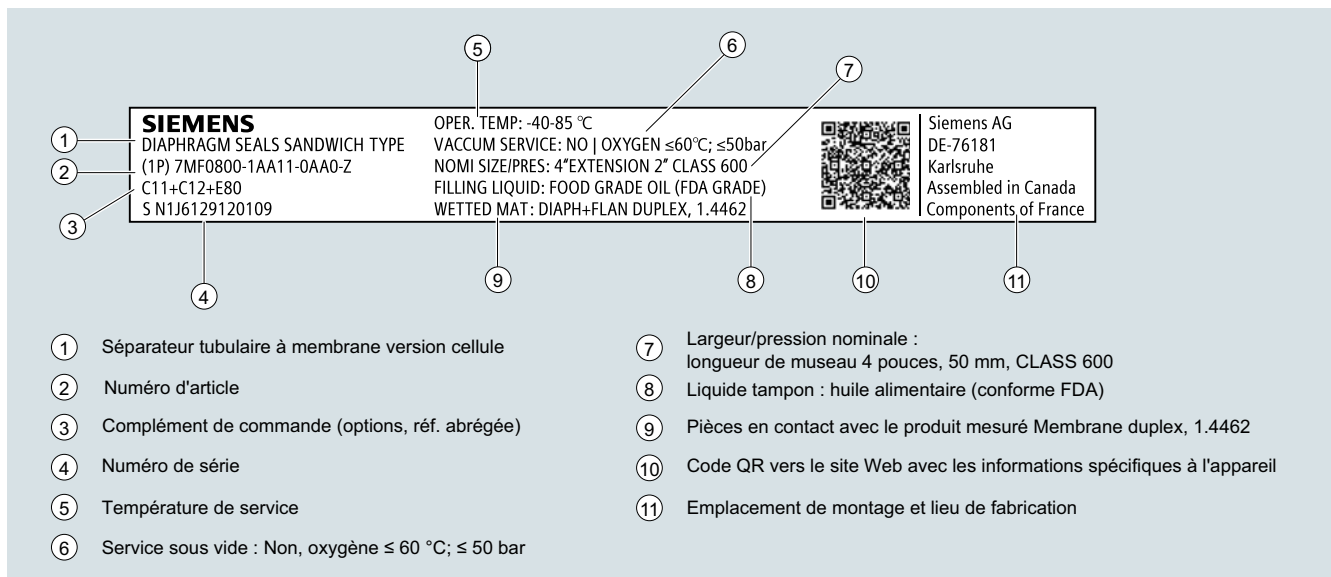 5
6
7
SIEMENS
1 DIAPHRAGM SEALS SANDWICH TYPE
2 (1P) 7MF0800-1AA11-0AA0-Z
3 C11+C12+E80
S N1J6129120109
OPER. TEMP: -40-85 °C
VACCUM SERVICE: NO | OXYGEN ≤60°C; ≤50bar
NOMI SIZE/PRES: 4"EXTENSION 2" CLASS 600
FILLING LIQUID: FOOD GRADE OIL (FDA GRADE)
WETTED MAT: DIAPH+FLAN DUPLEX, 1.4462
Siemens AG
DE-76181
Karlsruhe
Assembled in Canada
Components of France
4
9
8
10
11
1 Séparateur tubulaire à membrane version cellule
2 Numéro d'article
3 Complément de commande (options, réf. abrégée)
4 Numéro de série
5 Température de service
6 Service sous vide : Non, oxygène ≤ 60 °C; ≤ 50 bar
7 Largeur/pression nominale :
longueur de museau 4 pouces, 50 mm, CLASS 600
8 Liquide tampon : huile alimentaire (conforme FDA)
9 Pièces en contact avec le produit mesuré Membrane duplex, 1.4462
10 Code QR vers le site Web avec les informations spécifiques à l'appareil
11 Emplacement de montage et lieu de fabrication